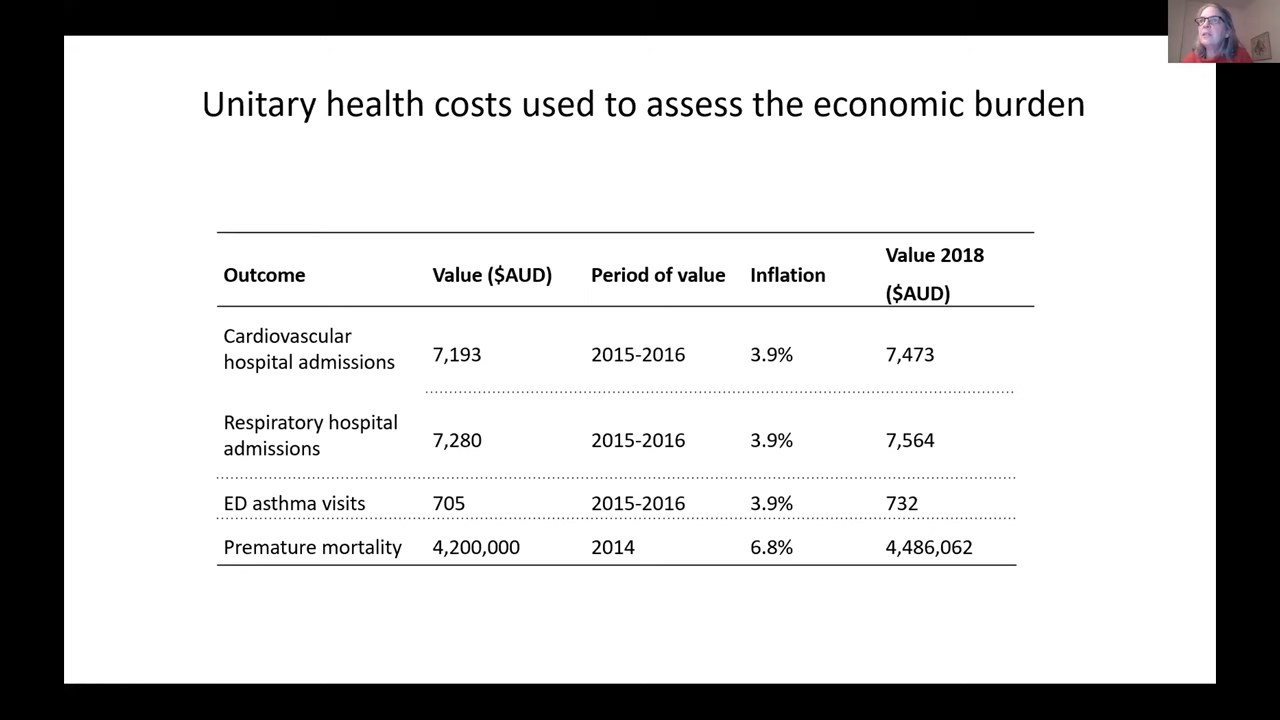 Unitary health costs used to assess the economic burden
Outcome Value ($AUD) Period of value Inflation Value 2018
($AUD)
Cardiovascular
hospital admissions 7,193 2015-2016 3.9% 7,473
Respiratory hospital
admissions 7,280 2015-2016 3.9% 7,564
ED asthma visits 705 2015-2016 3.9% 732
Premature mortality 4,200,000 2014 6.8% 4,486,062